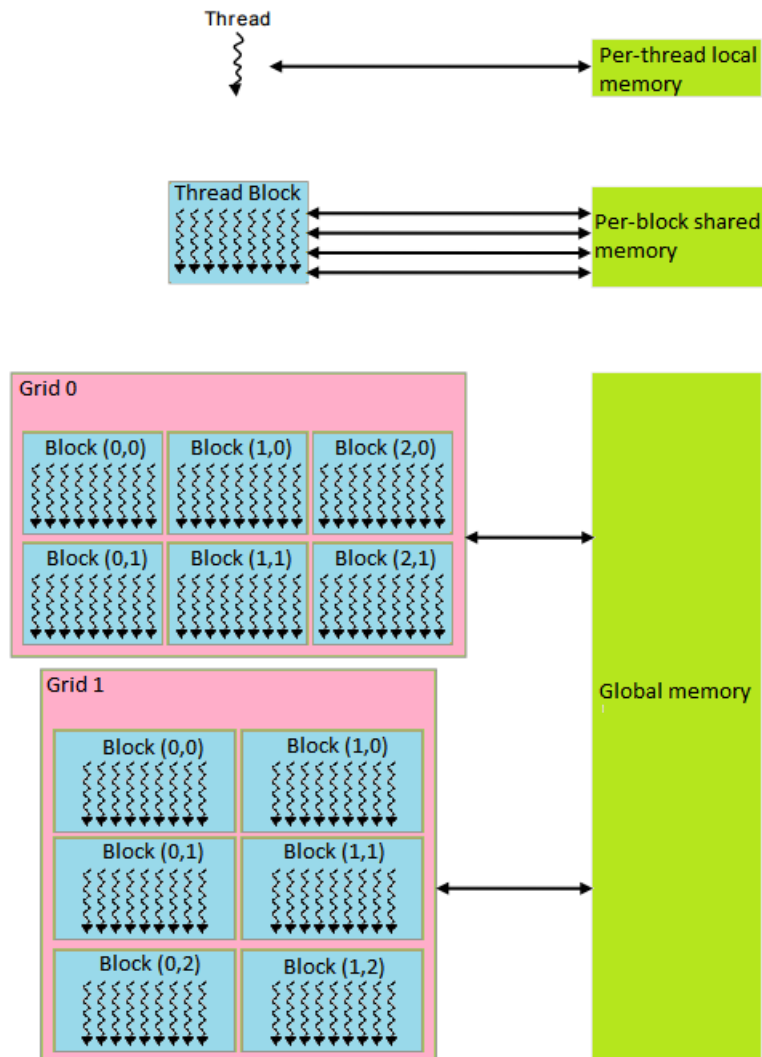 Thread
Per-thread local
memory
Thread Block
Per-block shared
memory
Grid 0
Block (0,0)
Block (1,0)
Block (2,0)
Block (0,1)
Block (1,1)
Block (2,1)
Grid 1
Global memory
Block (0,0)
Block (1,0)
Block (0,1)
Block (1,1)
Block (0,2)
Block (1,2)